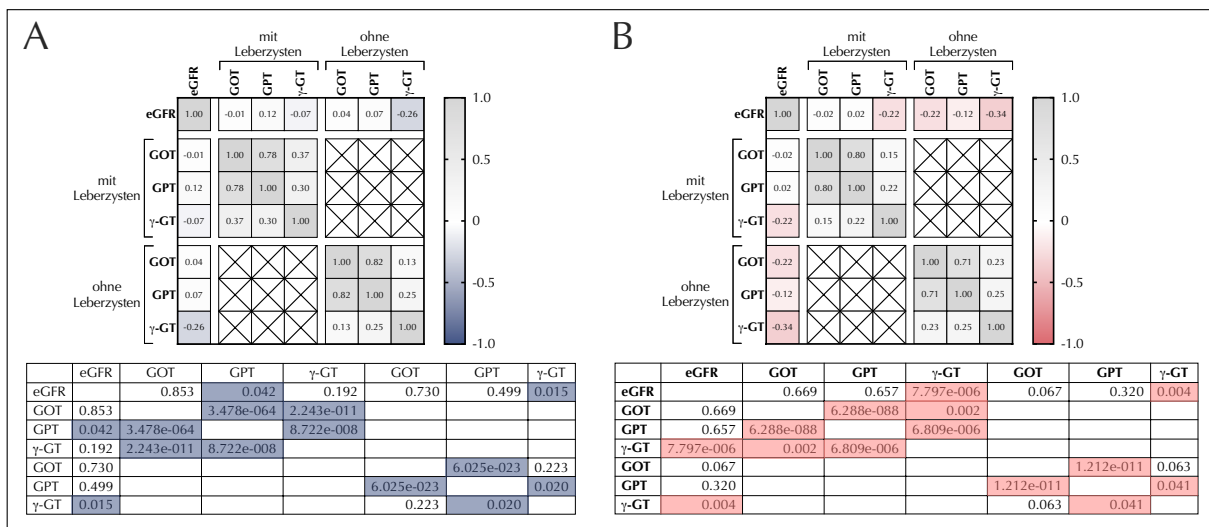 A
mit Leberzysten
ohne Leberzysten
eGFR GOT GPT γ-GT GOT GPT γ-GT
eGFR 1.00 -0.01 0.12 -0.07 0.04 0.07 -0.26
mit Leberzysten
GOT -0.01 1.00 0.78 0.37
GPT 0.12 0.78 1.00 0.30
γ-GT -0.07 0.37 0.30 1.00
ohne Leberzysten
GOT 0.04 1.00 0.82 0.13
GPT 0.07 0.82 1.00 0.25
γ-GT -0.26 0.13 0.25 1.00
1.0
0.5
0
-0.5
-1.0
eGFR GOT GPT γ-GT GOT GPT γ-GT
eGFR 0.853 0.042 0.192 0.730 0.499 0.015
GOT 0.853 3.478e-064 2.243e-011
GPT 0.042 3.478e-064 8.722e-008
γ-GT 0.192 2.243e-011 8.722e-008
GOT 0.730 6.025e-023 0.223
GPT 0.499 6.025e-023 0.020
γ-GT 0.015 0.223 0.020
B
mit Leberzysten
ohne Leberzysten
eGFR GOT GPT γ-GT GOT GPT γ-GT
eGFR 1.00 -0.02 0.02 -0.22 -0.22 -0.12 -0.34
mit Leberzysten
GOT -0.02 1.00 0.80 0.15
GPT 0.02 0.80 1.00 0.22
γ-GT -0.22 0.15 0.22 1.00
ohne Leberzysten
GOT -0.22 1.00 0.71 0.23
GPT -0.12 0.71 1.00 0.25
γ-GT -0.34 0.23 0.25 1.00
1.0
0.5
0
-0.5
-1.0
eGFR GOT GPT γ-GT GOT GPT γ-GT
eGFR 0.669 0.657 7.797e-006 0.067 0.320 0.004
GOT 0.669 6.288e-088 0.002
GPT 0.657 6.288e-088 6.809e-006
γ-GT 7.797e-006 0.002 6.809e-006
GOT 0.067 1.212e-011 0.063
GPT 0.320 1.212e-011 0.041
γ-GT 0.004 0.063 0.041